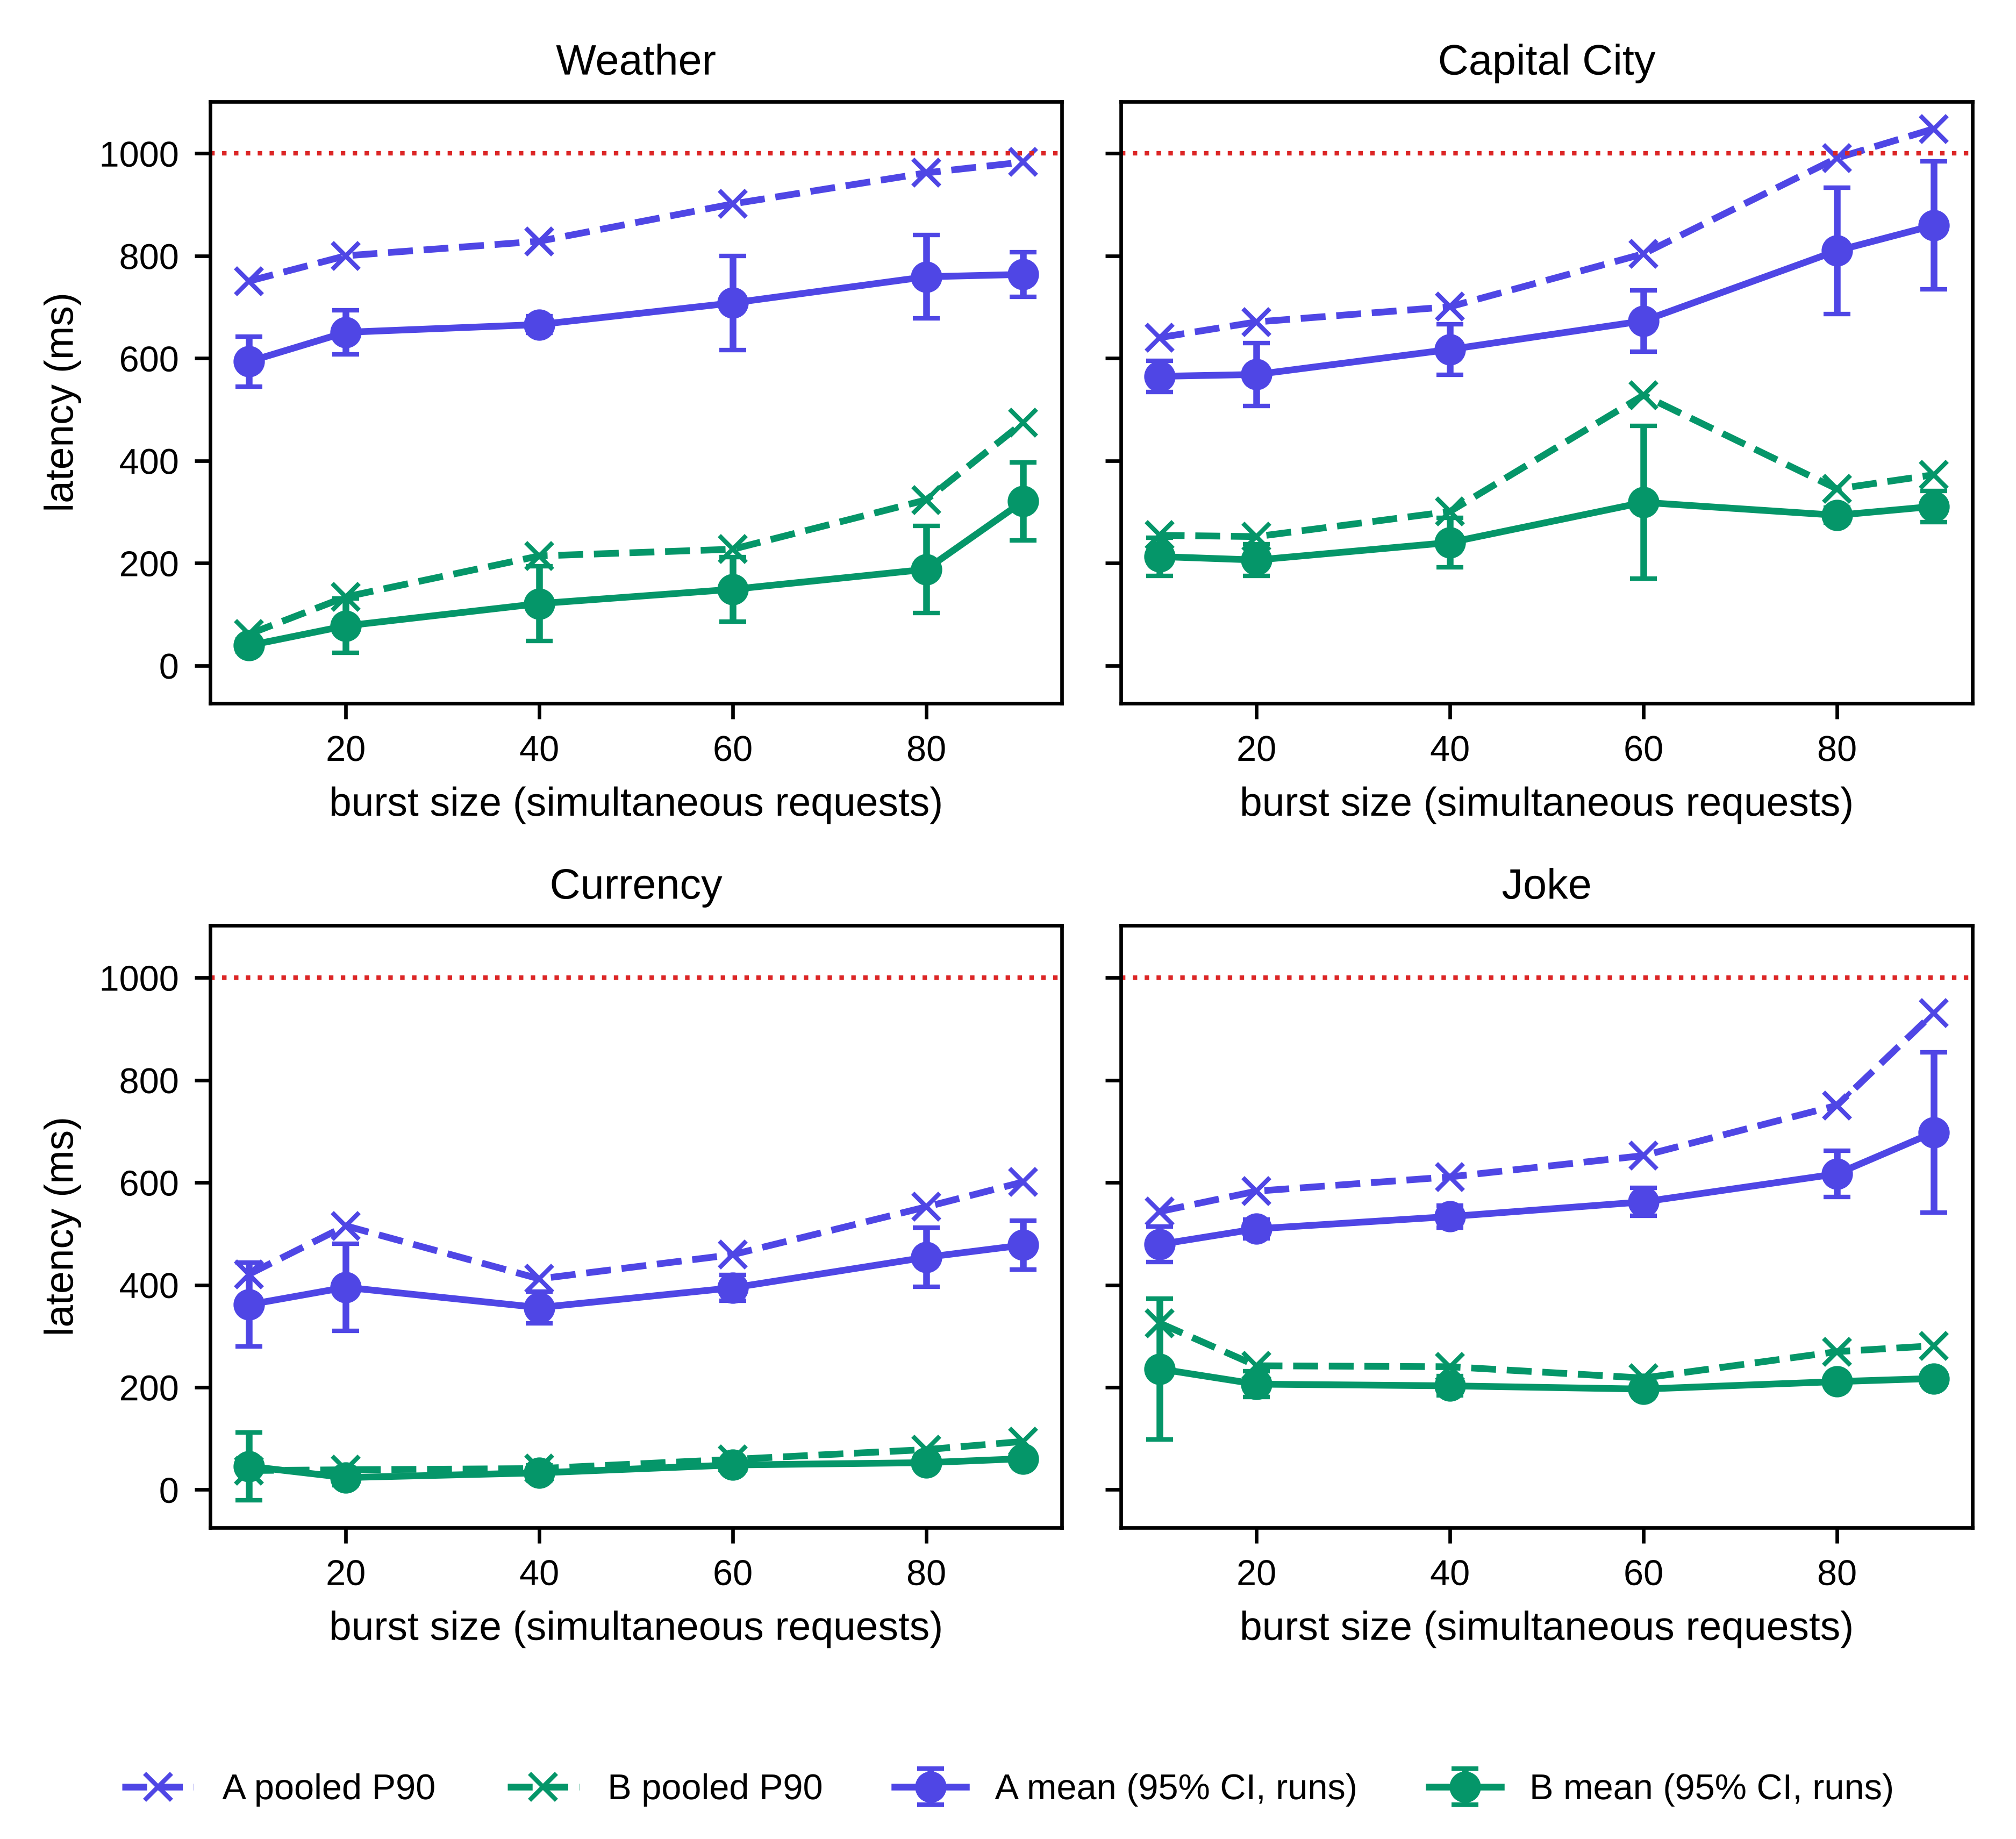 Weather
Capital City
1000
800
600
400
200
0
latency (ms)
20 40 60 80
20 40 60 80
burst size (simultaneous requests)
burst size (simultaneous requests)
Currency
Joke
1000
800
600
400
200
0
latency (ms)
20 40 60 80
20 40 60 80
burst size (simultaneous requests)
burst size (simultaneous requests)
A pooled P90
B pooled P90
A mean (95% CI, runs)
B mean (95% CI, runs)